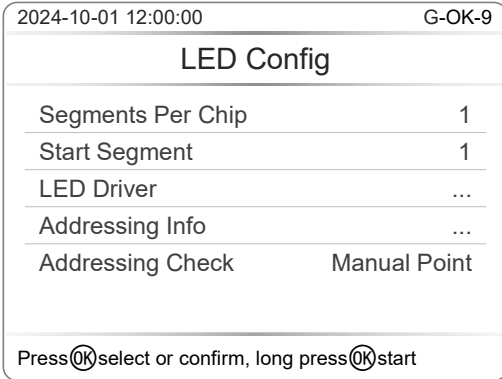 2024-10-01 12:00:00 G-OK-9
LED Config
Segments Per Chip 1
Start Segment 1
LED Driver ...
Addressing Info ...
Addressing Check Manual Point
Press OK select or confirm, long press OK start